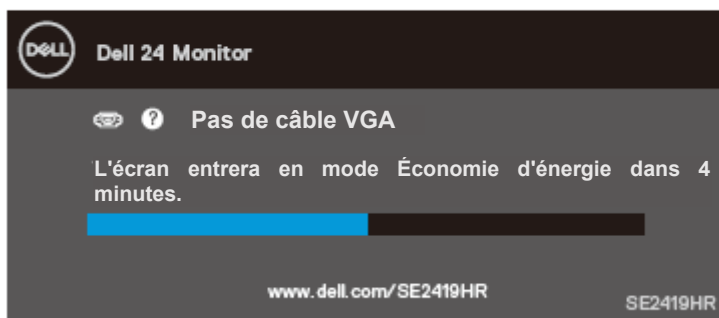 DELL
Dell 24 Monitor
? Pas de câble VGA
L'écran entrera en mode Économie d'énergie dans 4
minutes.
www.dell.com/SE2419HR
SE2419HR